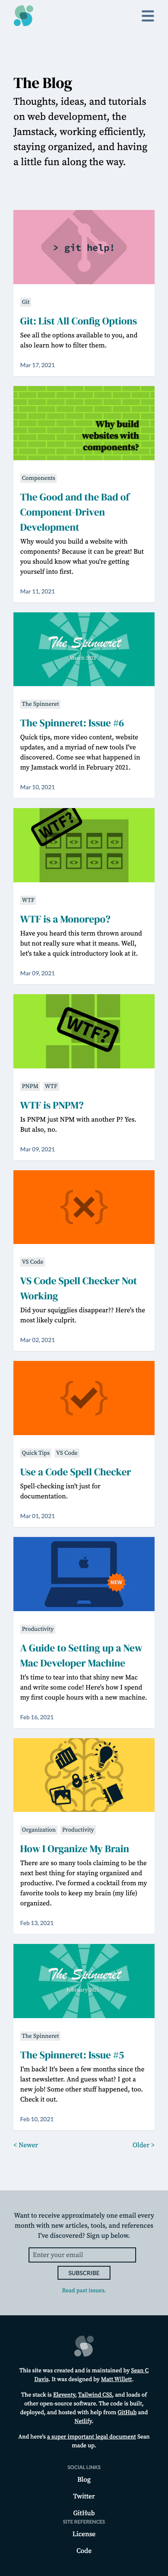 The Blog
Thoughts, ideas, and tutorials
on web development, the
Jamstack, working efficiently,
staying organized, and having
a little fun along the way.
> git help!
Git
Git: List All Config Options
See all the options available to you, and
also learn how to filter them.
Mar 17, 2021
Why build
websites with
components?
Components
The Good and the Bad of
Component-Driven
Development
Why would you build a website with
components? Because it can be great! But
you should know what you're getting
yourself into first.
Mar 11, 2021
The Spinneret
March 2021
The Spinneret
The Spinneret: Issue #6
Quick tips, more video content, website
updates, and a myriad of new tools I've
discovered. Come see what happened in
my Jamstack world in February 2021.
Mar 10, 2021
WTF?
WTF
WTF is a Monorepo?
Have you heard this term thrown around
but not really sure what it means. Well,
let's take a quick introductory look at it.
Mar 09, 2021
WTF?
PNPM WTF
WTF is PNPM?
Is PNPM just NPM with another P? Yes.
But also, no.
Mar 09, 2021
VS Code
VS Code Spell Checker Not
Working
Did your squigglies disappear?? Here's the
most likely culprit.
Mar 02, 2021
Quick Tips VS Code
Use a Code Spell Checker
Spell-checking isn't just for
documentation.
Mar 01, 2021
NEW
Productivity
A Guide to Setting up a New
Mac Developer Machine
It's time to tear into that shiny new Mac
and write some code! Here's how I spend
my first couple hours with a new machine.
Feb 16, 2021
Organization Productivity
How I Organize My Brain
There are so many tools claiming to be the
next best thing for staying organized and
productive. I've formed a cocktail from my
favorite tools to keep my brain (my life)
organized.
Feb 13, 2021
The Spinneret
February 2021
The Spinneret
The Spinneret: Issue #5
I'm back! It's been a few months since the
last newsletter. And guess what? I got a
new job! Some other stuff happened, too.
Check it out.
Feb 10, 2021
< Newer
Older >
Want to receive approximately one email every
month with new articles, tools, and references
I've discovered? Sign up below.
Enter your email
SUBSCRIBE
Read past issues.
This site was created and is maintained by Sean C
Davis. It was designed by Matt Willett.
The stack is Eleventy, Tailwind CSS, and loads of
other open-source software. The code is built,
deployed, and hosted with help from GitHub and
Netlify.
And here's a super important legal document Sean
made up.
SOCIAL LINKS
Blog
Twitter
GitHub
SITE REFERENCES
License
Code